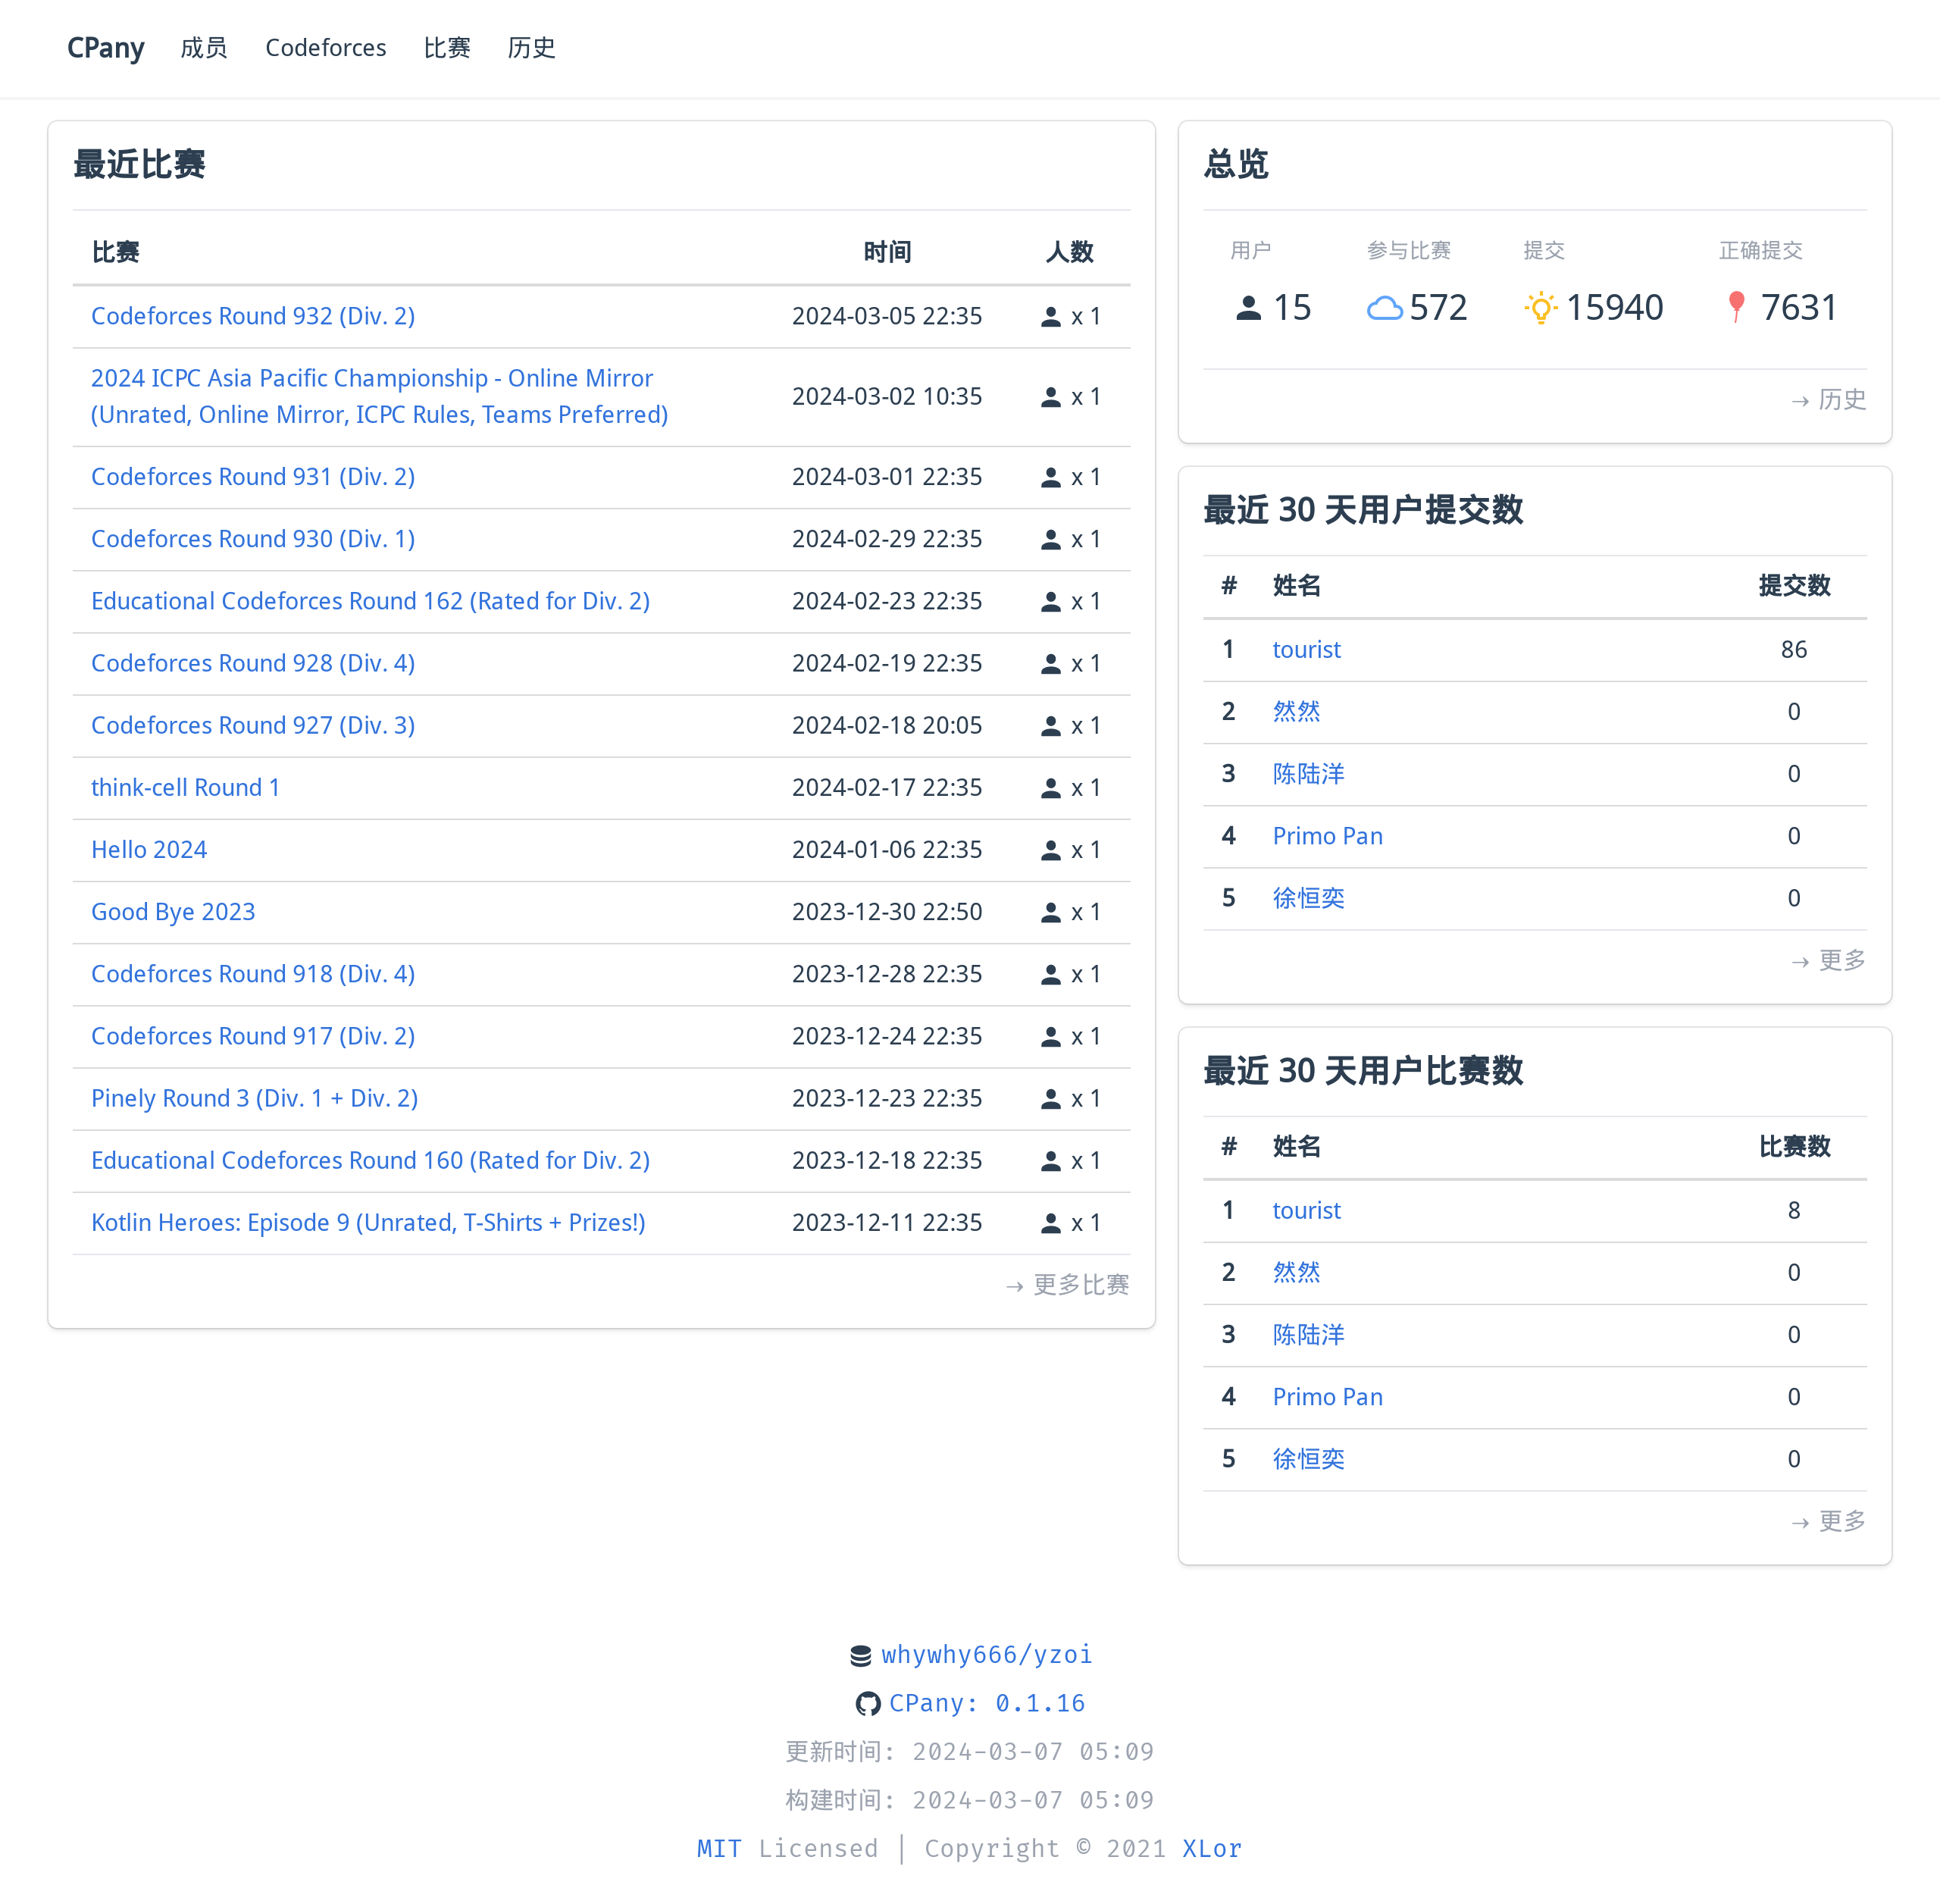 CPany 成员 Codeforces 比赛 历史
最近比赛
比赛 时间 人数
Codeforces Round 932 (Div. 2) 2024-03-05 22:35 x 1
2024 ICPC Asia Pacific Championship - Online Mirror
(Unrated, Online Mirror, ICPC Rules, Teams Preferred) 2024-03-02 10:35 x 1
Codeforces Round 931 (Div. 2) 2024-03-01 22:35 x 1
Codeforces Round 930 (Div. 1) 2024-02-29 22:35 x 1
Educational Codeforces Round 162 (Rated for Div. 2) 2024-02-23 22:35 x 1
Codeforces Round 928 (Div. 4) 2024-02-19 22:35 x 1
Codeforces Round 927 (Div. 3) 2024-02-18 20:05 x 1
think-cell Round 1 2024-02-17 22:35 x 1
Hello 2024 2024-01-06 22:35 x 1
Good Bye 2023 2023-12-30 22:50 x 1
Codeforces Round 918 (Div. 4) 2023-12-28 22:35 x 1
Codeforces Round 917 (Div. 2) 2023-12-24 22:35 x 1
Pinely Round 3 (Div. 1 + Div. 2) 2023-12-23 22:35 x 1
Educational Codeforces Round 160 (Rated for Div. 2) 2023-12-18 22:35 x 1
Kotlin Heroes: Episode 9 (Unrated, T-Shirts + Prizes!) 2023-12-11 22:35 x 1
→ 更多比赛
总览
用户 参与比赛 提交 正确提交
15 572 15940 7631
→ 历史
最近 30 天用户提交数
# 姓名 提交数
1 tourist 86
2 然然 0
3 陈陆洋 0
4 Primo Pan 0
5 徐恒奕 0
→ 更多
最近 30 天用户比赛数
# 姓名 比赛数
1 tourist 8
2 然然 0
3 陈陆洋 0
4 Primo Pan 0
5 徐恒奕 0
→ 更多
whywhy666/yzoi
CPany: 0.1.16
更新时间: 2024-03-07 05:09
构建时间: 2024-03-07 05:09
MIT Licensed | Copyright © 2021 XLor